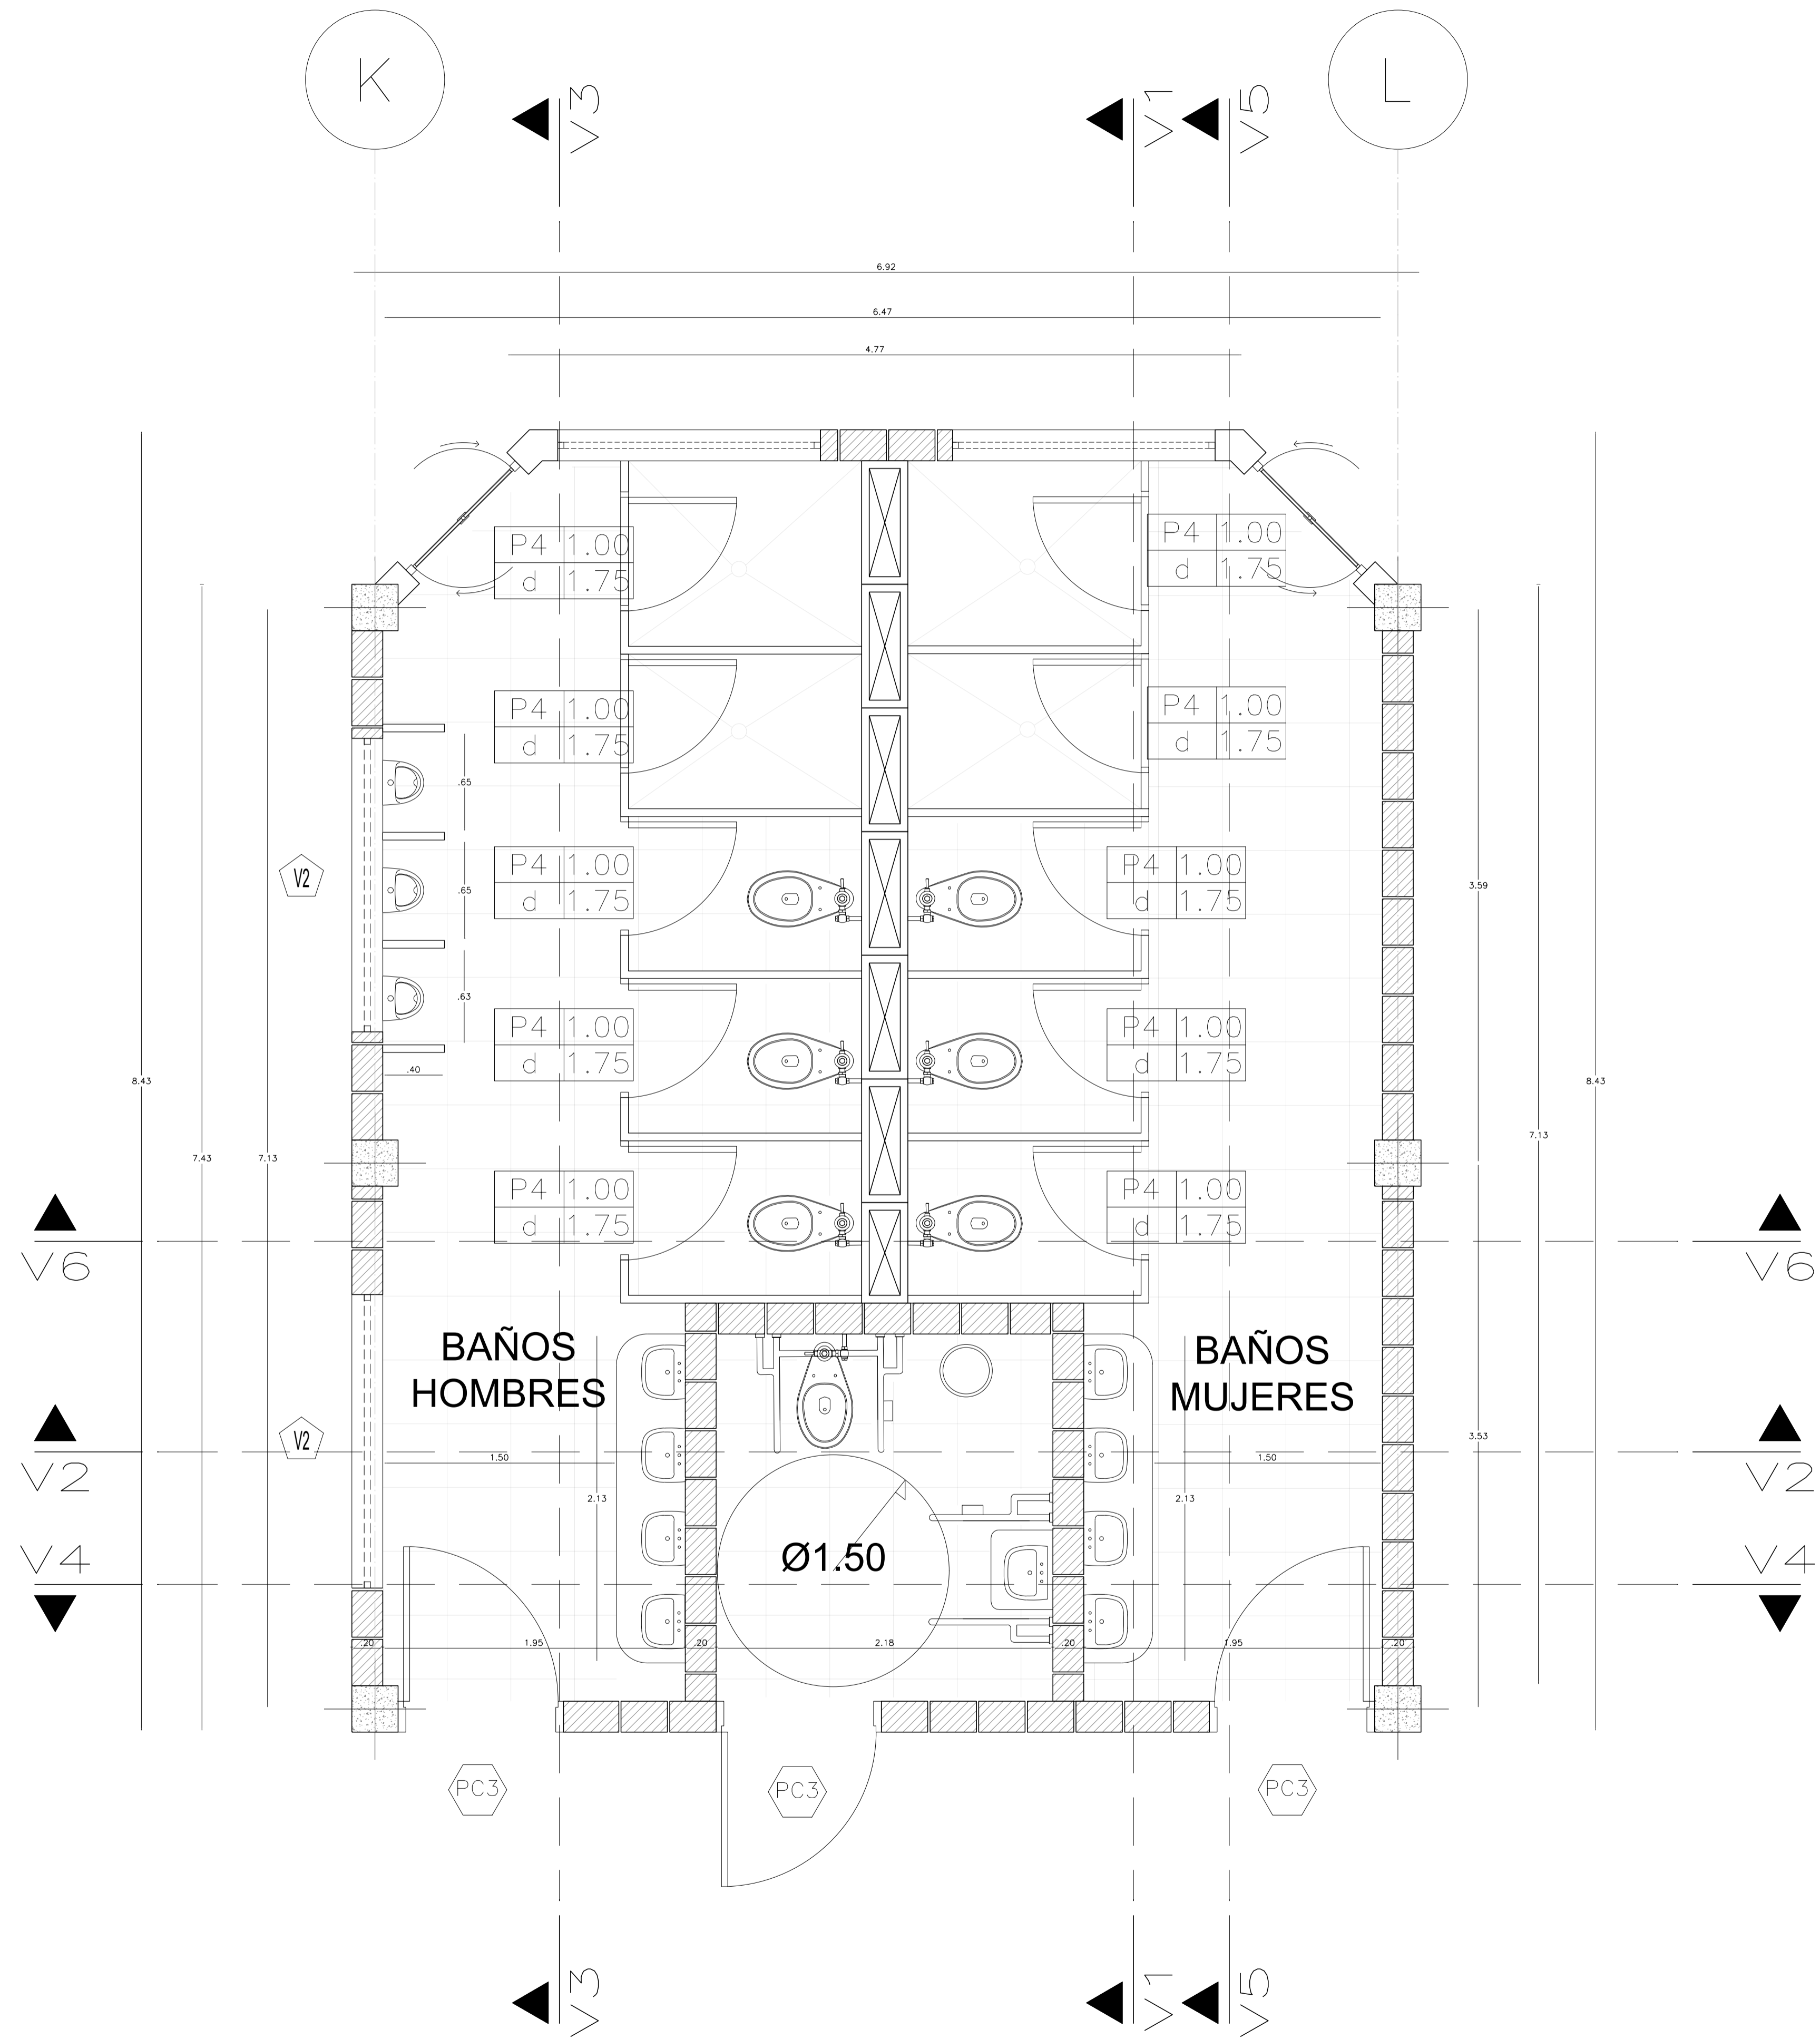 K
L
V3
V1
V5
6.92
6.47
4.77
P4 1.00
d 1.75
P4 1.00
d 1.75
P4 1.00
d 1.75
P4 1.00
d 1.75
.65
V2
.65
.63
.40
P4 1.00
d 1.75
P4 1.00
d 1.75
3.59
P4 1.00
d 1.75
P4 1.00
d 1.75
8.43
8.43
7.43
7.13
7.13
P4 1.00
d 1.75
P4 1.00
d 1.75
V6
V6
BAÑOS
HOMBRES
BAÑOS
MUJERES
V2
3.53
V2
V2
1.50
1.50
2.13
2.13
V4
V4
Ø1.50
.20
1.95
.20
2.18
.20
1.95
.20
PC3
PC3
PC3
V3
V1
V5